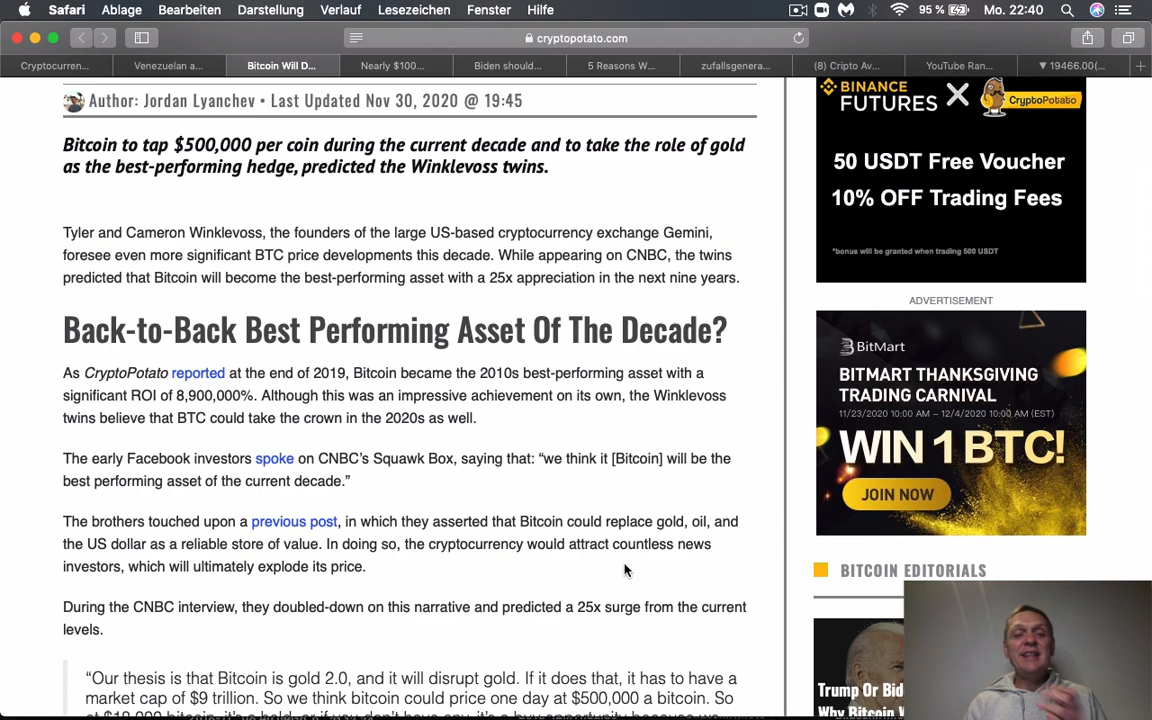 Safari Ablage Bearbeiten Darstellung Verlauf Lesezeichen Fenster Hilfe 95 % Mo. 22:40
cryptopotato.com
Cryptocurren... Venezuelan a... Bitcoin Will D... Nearly $100... Biden should... 5 Reasons W... zufallsgenera... (8) Cripto Av... YouTube Ran... ▼ 19466.00(...
Author: Jordan Lyanchev • Last Updated Nov 30, 2020 @ 19:45
Bitcoin to tap $500,000 per coin during the current decade and to take the role of gold
as the best-performing hedge, predicted the Winklevoss twins.
Tyler and Cameron Winklevoss, the founders of the large US-based cryptocurrency exchange Gemini,
foresee even more significant BTC price developments this decade. While appearing on CNBC, the twins
predicted that Bitcoin will become the best-performing asset with a 25x appreciation in the next nine years.
Back-to-Back Best Performing Asset Of The Decade?
As CryptoPotato reported at the end of 2019, Bitcoin became the 2010s best-performing asset with a
significant ROI of 8,900,000%. Although this was an impressive achievement on its own, the Winklevoss
twins believe that BTC could take the crown in the 2020s as well.
The early Facebook investors spoke on CNBC’s Squawk Box, saying that: “we think it [Bitcoin] will be the
best performing asset of the current decade.”
The brothers touched upon a previous post, in which they asserted that Bitcoin could replace gold, oil, and
the US dollar as a reliable store of value. In doing so, the cryptocurrency would attract countless news
investors, which will ultimately explode its price.
During the CNBC interview, they doubled-down on this narrative and predicted a 25x surge from the current
levels.
“Our thesis is that Bitcoin is gold 2.0, and it will disrupt gold. If it does that, it has to have a
market cap of $9 trillion. So we think bitcoin could price one day at $500,000 a bitcoin. So
BINANCE
FUTURES
CryptoPotato
50 USDT Free Voucher
10% OFF Trading Fees
*bonus will be granted when trading 500 USDT
ADVERTISEMENT
BitMart
BITMART THANKSGIVING
TRADING CARNIVAL
11/23/2020 10:00 AM – 12/4/2020 10:00 AM (EST)
WIN 1 BTC!
JOIN NOW
BITCOIN EDITORIALS
Trump Or Bid
Why Bitcoin W